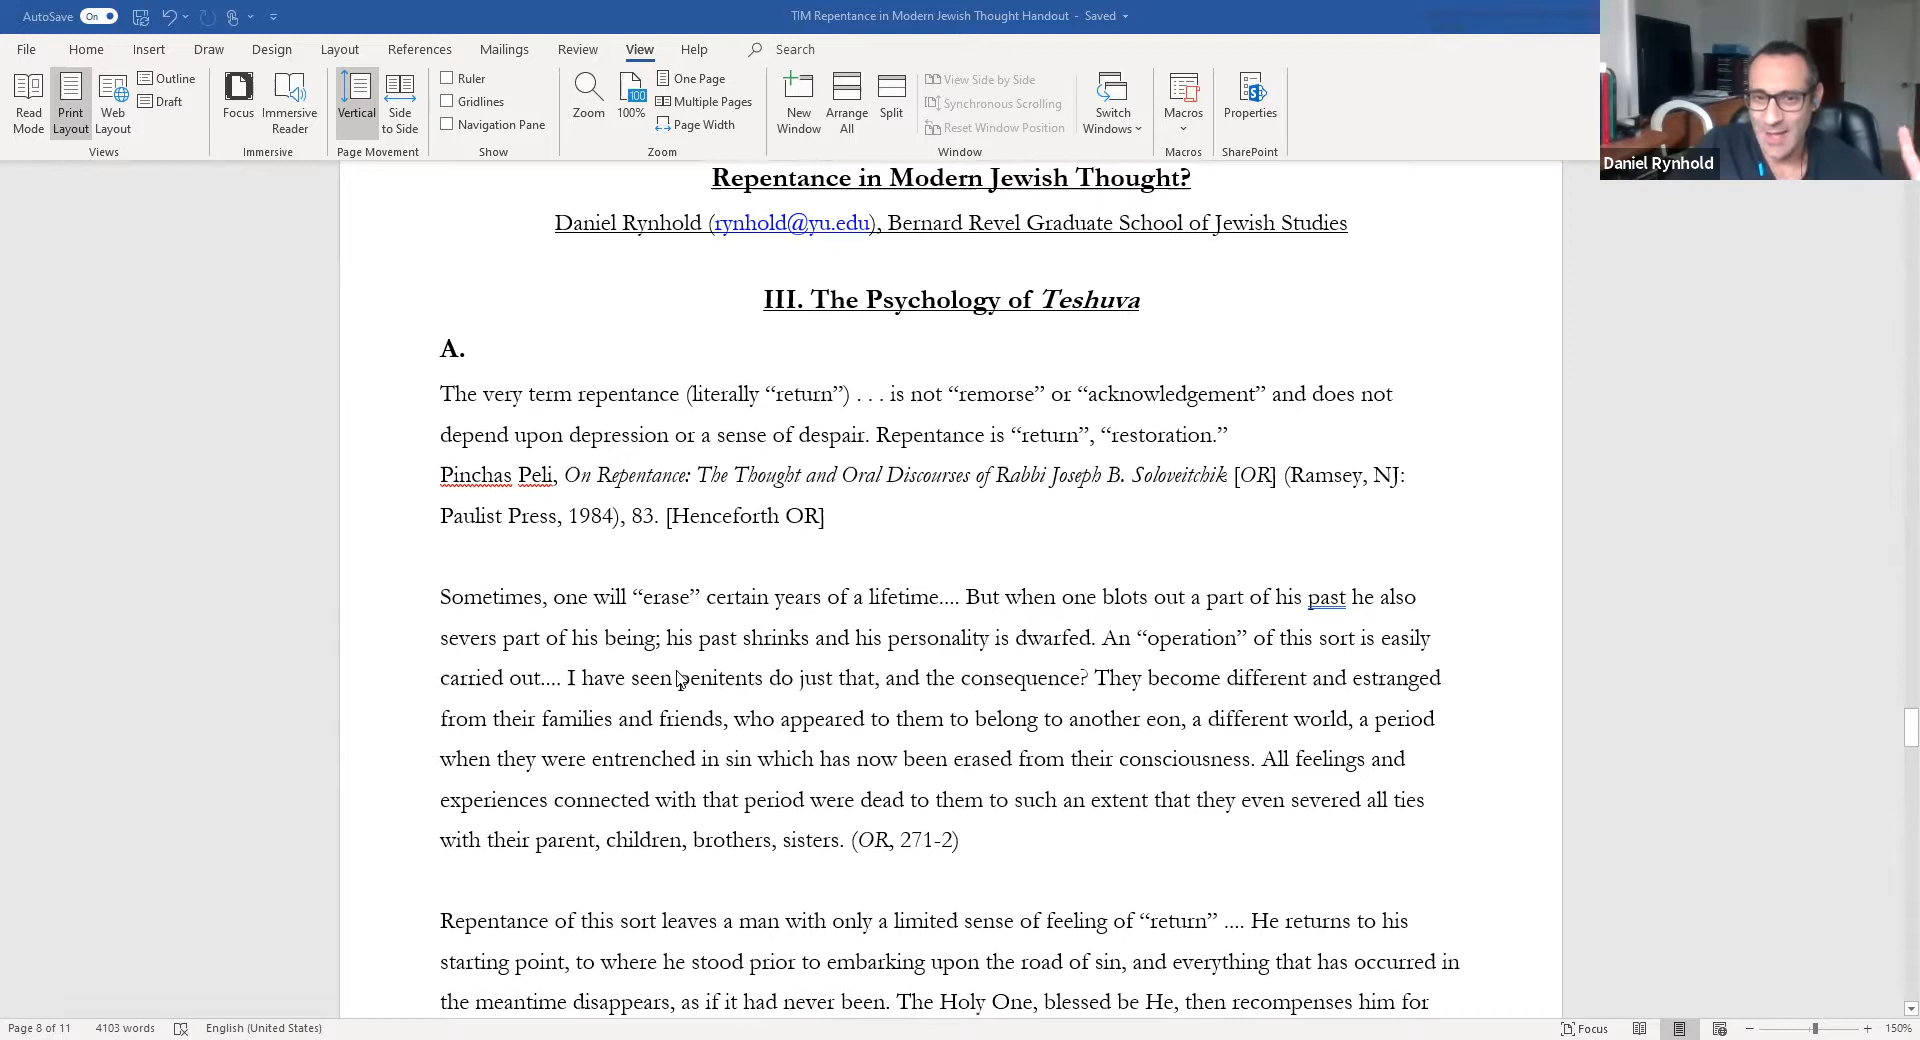 AutoSave On
TIM Repentance in Modern Jewish Thought Handout - Saved
File Home Insert Draw Design Layout References Mailings Review View Help Search
Read Mode
Print Layout
Web Layout
Outline
Draft
Views
Focus
Immersive Reader
Immersive
Vertical
Side to Side
Page Movement
Ruler
Gridlines
Navigation Pane
Show
Zoom
100
100%
One Page
Multiple Pages
Page Width
Zoom
New Window
Arrange All
Split
View Side by Side
Synchronous Scrolling
Reset Window Position
Switch Windows
Window
Macros
Macros
Properties
SharePoint
Daniel Rynhold
Repentance in Modern Jewish Thought?
Daniel Rynhold (rynhold@yu.edu), Bernard Revel Graduate School of Jewish Studies
III. The Psychology of Teshuva
A.
The very term repentance (literally “return”) . . . is not “remorse” or “acknowledgement” and does not
depend upon depression or a sense of despair. Repentance is “return”, “restoration.”
Pinchas Peli, On Repentance: The Thought and Oral Discourses of Rabbi Joseph B. Soloveitchik [OR] (Ramsey, NJ:
Paulist Press, 1984), 83. [Henceforth OR]
Sometimes, one will “erase” certain years of a lifetime.... But when one blots out a part of his past he also
severs part of his being; his past shrinks and his personality is dwarfed. An “operation” of this sort is easily
carried out.... I have seen penitents do just that, and the consequence? They become different and estranged
from their families and friends, who appeared to them to belong to another eon, a different world, a period
when they were entrenched in sin which has now been erased from their consciousness. All feelings and
experiences connected with that period were dead to them to such an extent that they even severed all ties
with their parent, children, brothers, sisters. (OR, 271-2)
Repentance of this sort leaves a man with only a limited sense of feeling of “return” .... He returns to his
starting point, to where he stood prior to embarking upon the road of sin, and everything that has occurred in
the meantime disappears, as if it had never been. The Holy One, blessed be He, then recompenses him for
Page 8 of 11 4103 words English (United States) Focus 150%